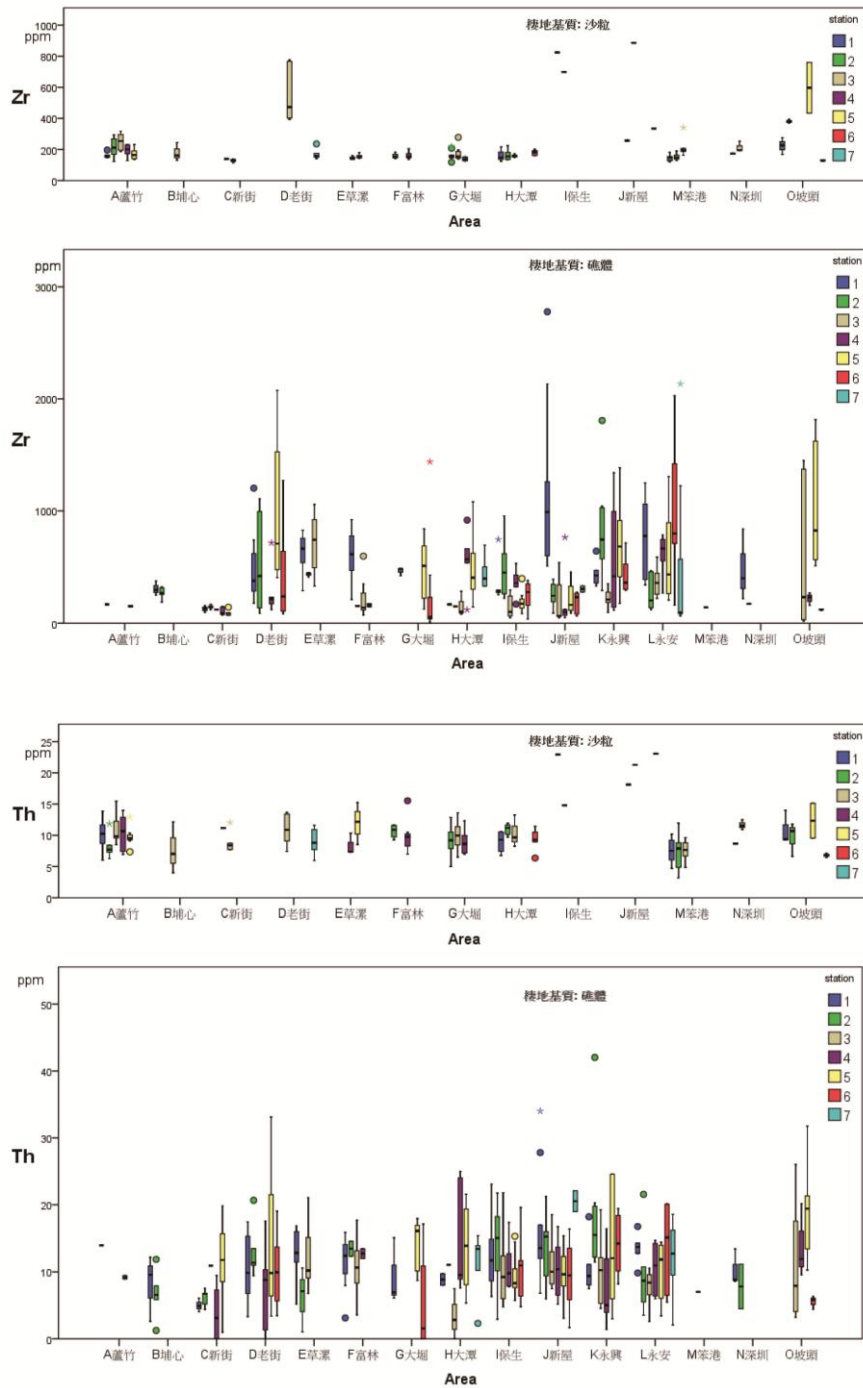 ppm
棲地基質: 沙粒
station
1
2
3
4
5
6
7
Zr
1000
800
600
400
200
0
A蘆竹 B埔心 C新街 D老街 E草漯 F富林 G大堀 H大潭 I保生 J新屋 M笨港 N深圳 O坡頭
Area
ppm
棲地基質: 礁體
station
1
2
3
4
5
6
7
Zr
3000
2000
1000
0
A蘆竹 B埔心 C新街 D老街 E草漯 F富林 G大堀 H大潭 I保生 J新屋 K永興 L永安 M笨港 N深圳 O坡頭
Area
ppm
棲地基質: 沙粒
station
1
2
3
4
5
6
7
Th
25
20
15
10
5
0
A蘆竹 B埔心 C新街 D老街 E草漯 F富林 G大堀 H大潭 I保生 J新屋 M笨港 N深圳 O坡頭
Area
ppm
棲地基質: 礁體
station
1
2
3
4
5
6
7
Th
50
40
30
20
10
0
A蘆竹 B埔心 C新街 D老街 E草漯 F富林 G大堀 H大潭 I保生 J新屋 K永興 L永安 M笨港 N深圳 O坡頭
Area